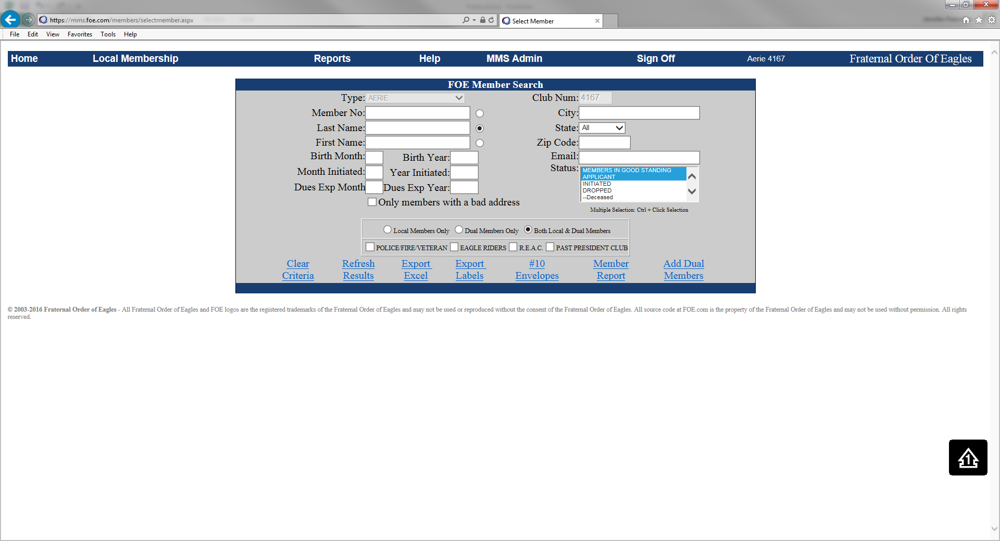 https://mms.foe.com/members/selectmember.aspx
Select Member
File Edit View Favorites Tools Help
Home Local Membership Reports Help MMS Admin Sign Off Aerie 4167 Fraternal Order Of Eagles
FOE Member Search
Type: AERIE Club Num: 4167
Member No: City:
Last Name: State: All
First Name: Zip Code:
Birth Month: Birth Year: Email:
Month Initiated: Year Initiated: Status:
MEMBERS IN GOOD STANDING
APPLICANT
INITIATED
DROPPED
--Deceased
Dues Exp Month Dues Exp Year:
Only members with a bad address
Multiple Selection: Ctrl + Click Selection
Local Members Only Dual Members Only Both Local & Dual Members
POLICE/FIRE/VETERAN EAGLE RIDERS R.E.A.C. PAST PRESIDENT CLUB
Clear Refresh Export Export #10 Member Add Dual
Criteria Results Excel Labels Envelopes Report Members
© 2003-2016 Fraternal Order of Eagles - All Fraternal Order of Eagles and FOE logos are the registered trademarks of the Fraternal Order of Eagles and may not be used or reproduced without the consent of the Fraternal Order of Eagles. All source code at FOE.com is the property of the Fraternal Order of Eagles and may not be used without permission. All rights
reserved.
1